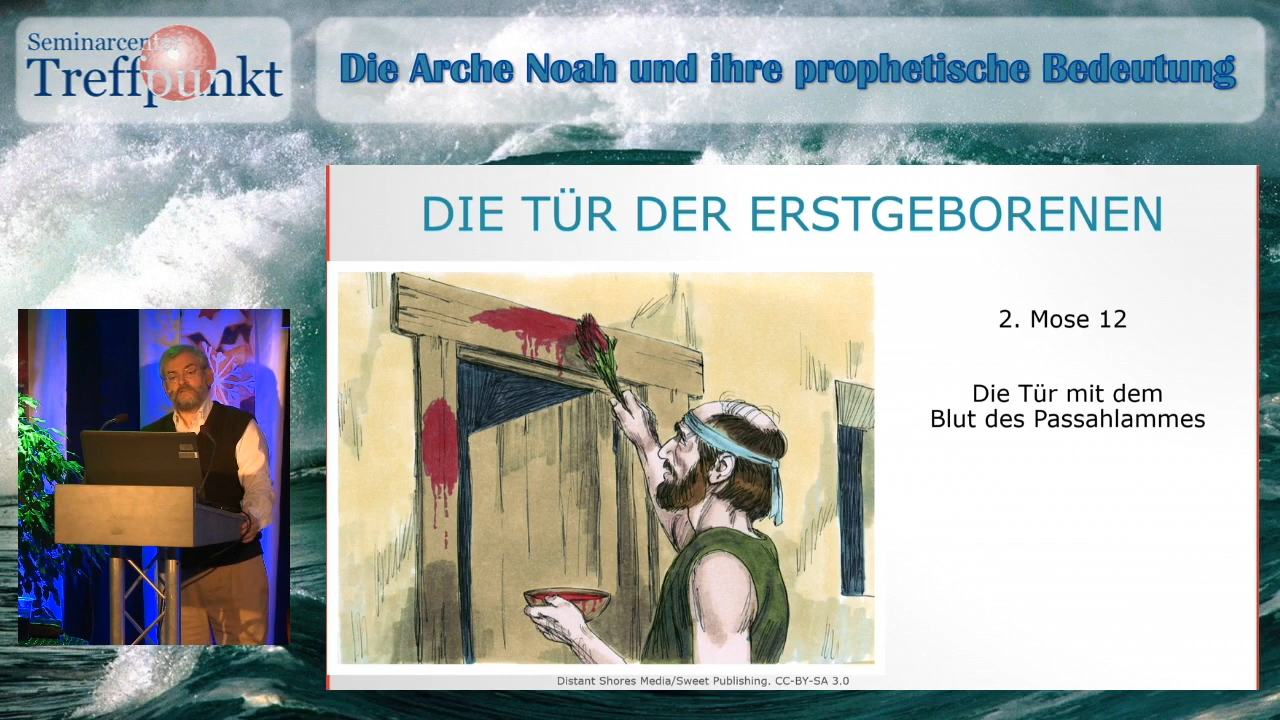 Seminarcenter
Treffpunkt
Die Arche Noah und ihre prophetische Bedeutung
DIE TÜR DER ERSTGEBORENEN
2. Mose 12
Die Tür mit dem
Blut des Passahlammes
Distant Shores Media/Sweet Publishing. CC-BY-SA 3.0